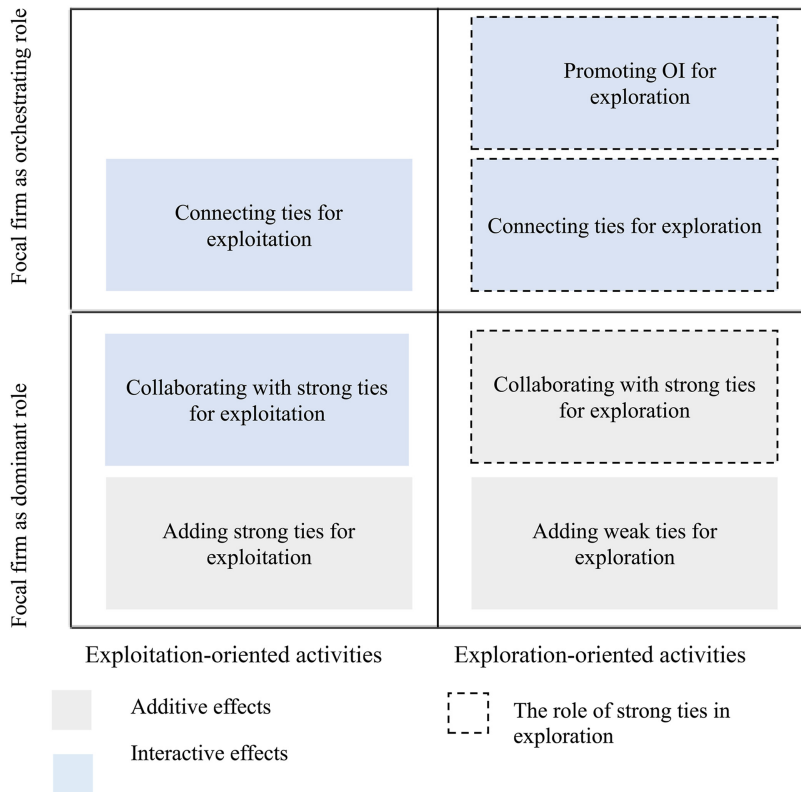 Focal firm as orchestrating role
Promoting OI for
exploration
Connecting ties for
exploitation
Connecting ties for exploration
Focal firm as dominant role
Collaborating with strong ties
for exploitation
Collaborating with strong ties
for exploration
Adding strong ties for
exploitation
Adding weak ties for
exploration
Exploitation-oriented activities
Exploration-oriented activities
Additive effects
The role of strong ties in
exploration
Interactive effects